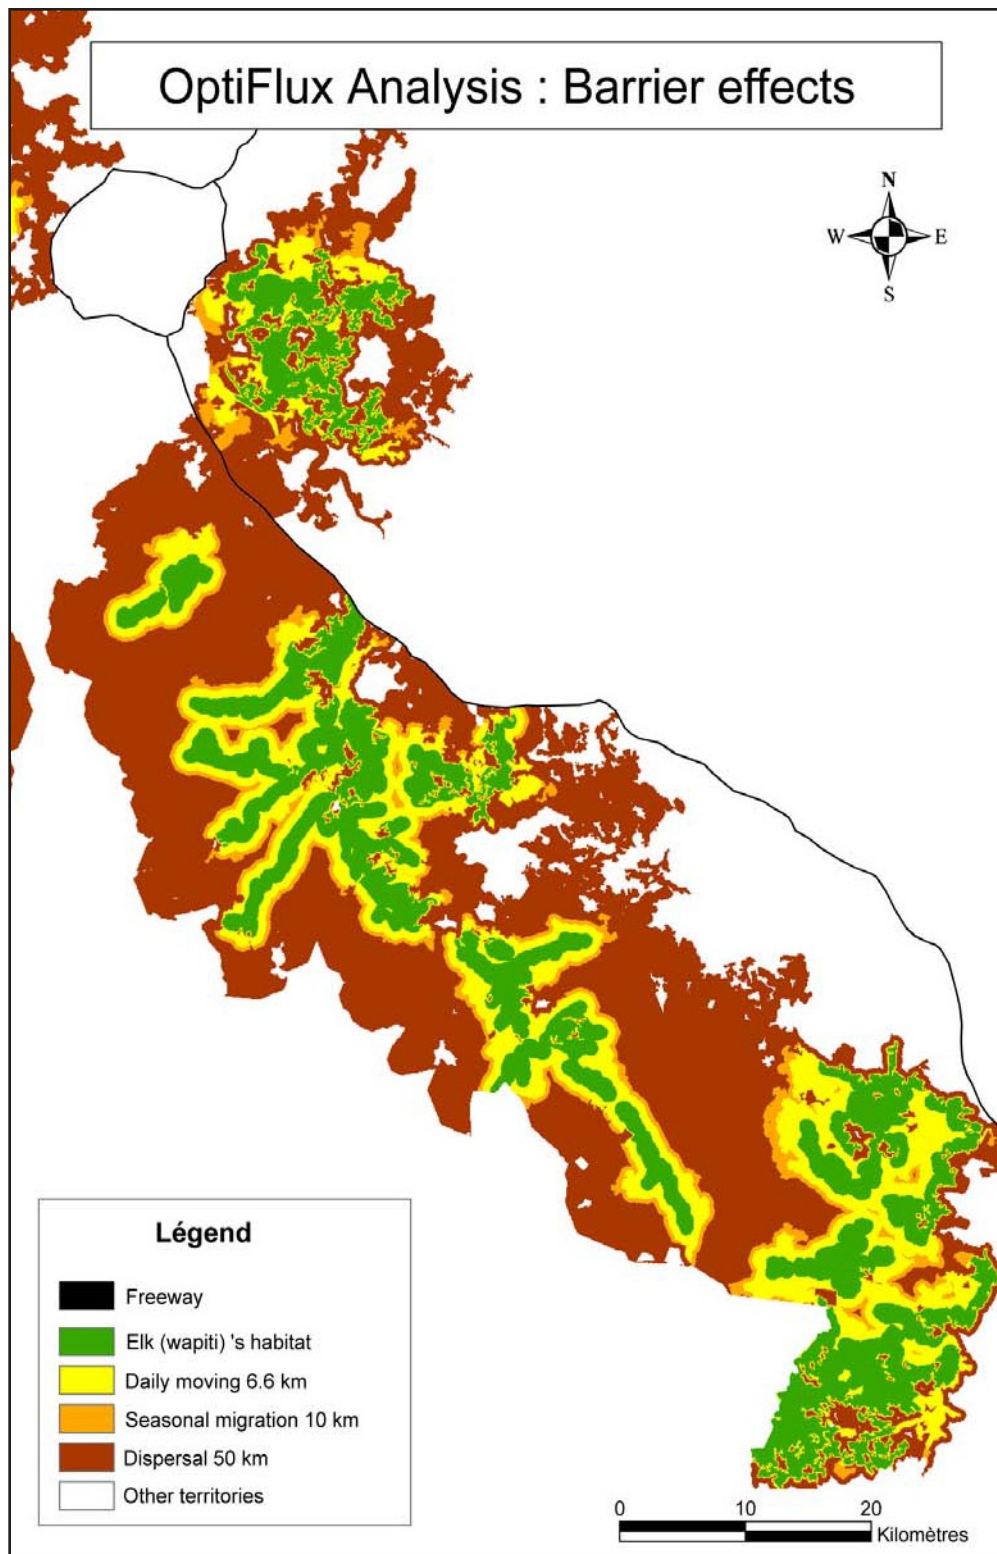 OptiFlux Analysis : Barrier effects
N
W E
S
Légend
Freeway
Elk (wapiti) 's habitat
Daily moving 6.6 km
Seasonal migration 10 km
Dispersal 50 km
Other territories
0 10 20
Kilomètres